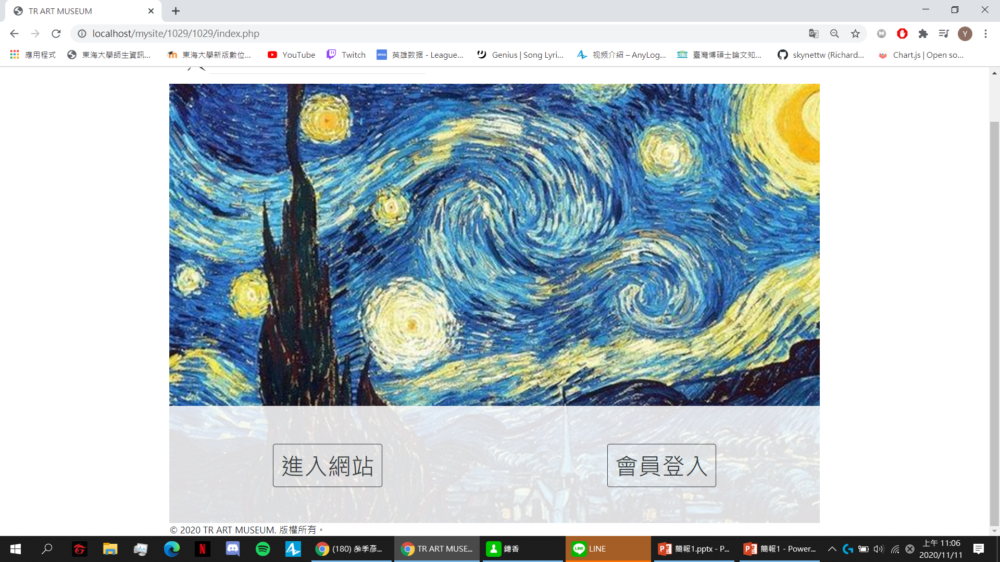 TR ART MUSEUM
localhost/mysite/1029/1029/index.php
Y
應用程式 東海大學師生資訊... 東海大學新版數位... YouTube Twitch OPGG 英雄数据 - League... Genius | Song Lyri... 视频介绍 – AnyLog... 臺灣博碩士論文知... skynettw (Richard... Chart.js | Open so...
進入網站 會員登入
© 2020 TR ART MUSEUM. 版權所有。
(180) 季彥... TR ART MUSE... 鏸香 LINE 簡報1.pptx - P... 簡報1 - Power... 上午 11:06
2020/11/11